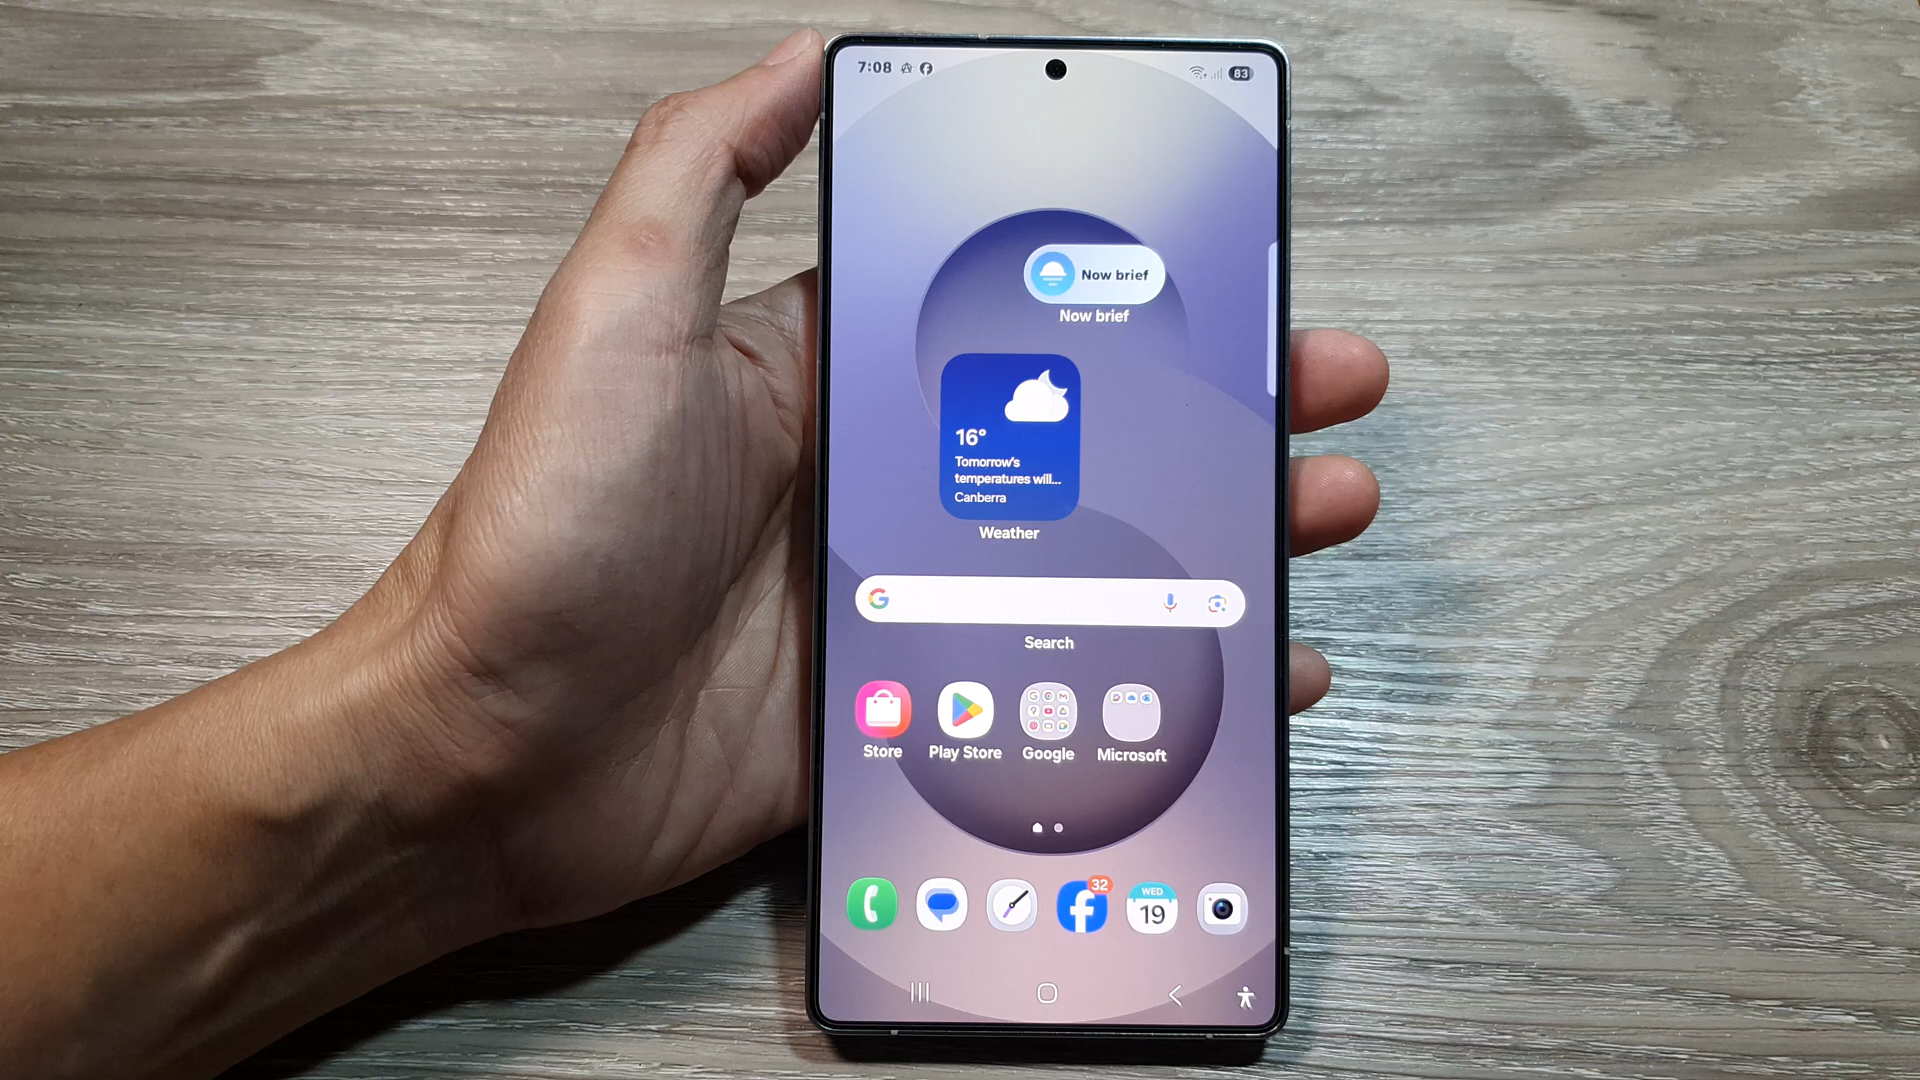 7:08
83
Now brief
Now brief
16°
Tomorrow's
temperatures will...
Canberra
Weather
Search
Store
Play Store
Google
Microsoft
32
WED
19